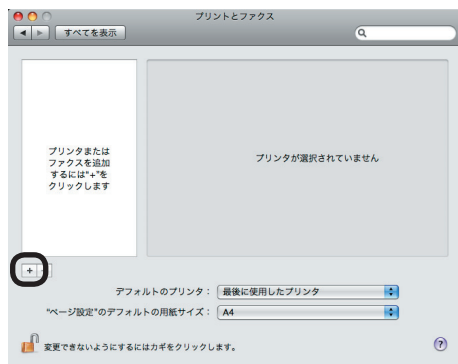 プリントとファクス
すべてを表示
プリンタまたは
ファクスを追加
するには"+"を
クリックします
プリンタが選択されていません
+ -
デフォルトのプリンタ： 最後に使用したプリンタ
"ページ設定"のデフォルトの用紙サイズ： A4
変更できないようにするにはカギをクリックします。
?